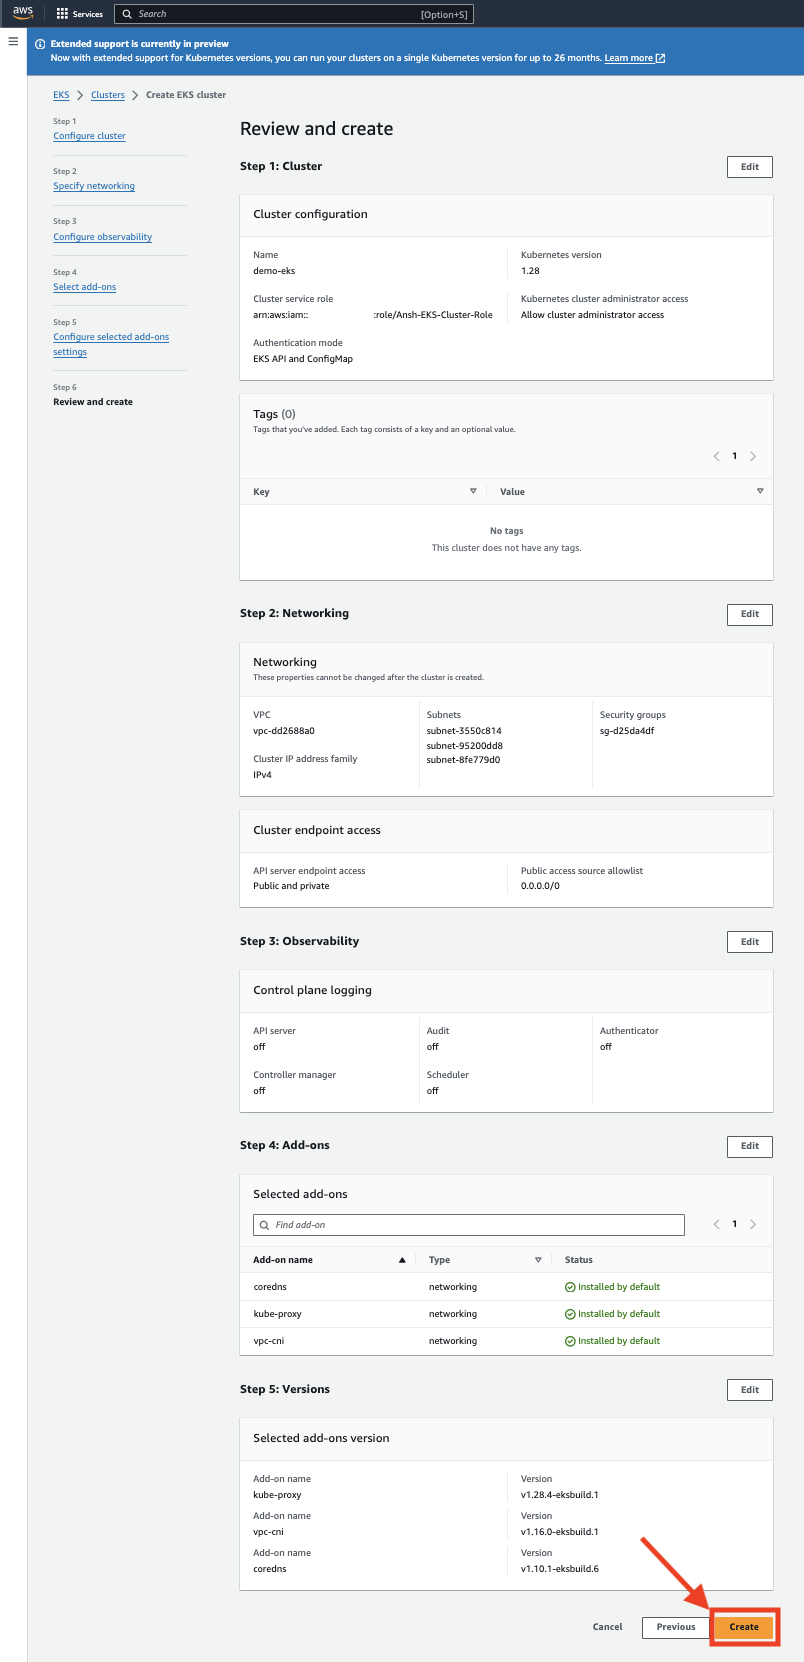 aws Services Search [Option+S]
Extended support is currently in preview
Now with extended support for Kubernetes versions, you can run your clusters on a single Kubernetes version for up to 26 months. Learn more
EKS > Clusters > Create EKS cluster
Step 1
Configure cluster
Step 2
Specify networking
Step 3
Configure observability
Step 4
Select add-ons
Step 5
Configure selected add-ons
settings
Step 6
Review and create
Review and create
Step 1: Cluster Edit
Cluster configuration
Name
demo-eks
Kubernetes version
1.28
Cluster service role
arn:aws:iam:: :role/Ansh-EKS-Cluster-Role
Kubernetes cluster administrator access
Allow cluster administrator access
Authentication mode
EKS API and ConfigMap
Tags (0)
Tags that you've added. Each tag consists of a key and an optional value.
1
Key Value
No tags
This cluster does not have any tags.
Step 2: Networking Edit
Networking
These properties cannot be changed after the cluster is created.
VPC
vpc-dd2688a0
Cluster IP address family
IPv4
Subnets
subnet-3550c814
subnet-95200dd8
subnet-8fe779d0
Security groups
sg-d25da4df
Cluster endpoint access
API server endpoint access
Public and private
Public access source allowlist
0.0.0.0/0
Step 3: Observability Edit
Control plane logging
API server
off
Audit
off
Authenticator
off
Controller manager
off
Scheduler
off
Step 4: Add-ons Edit
Selected add-ons
Find add-on 1
Add-on name Type Status
coredns networking Installed by default
kube-proxy networking Installed by default
vpc-cni networking Installed by default
Step 5: Versions Edit
Selected add-ons version
Add-on name
kube-proxy
Version
v1.28.4-eksbuild.1
Add-on name
vpc-cni
Version
v1.16.0-eksbuild.1
Add-on name
coredns
Version
v1.10.1-eksbuild.6
Cancel Previous Create